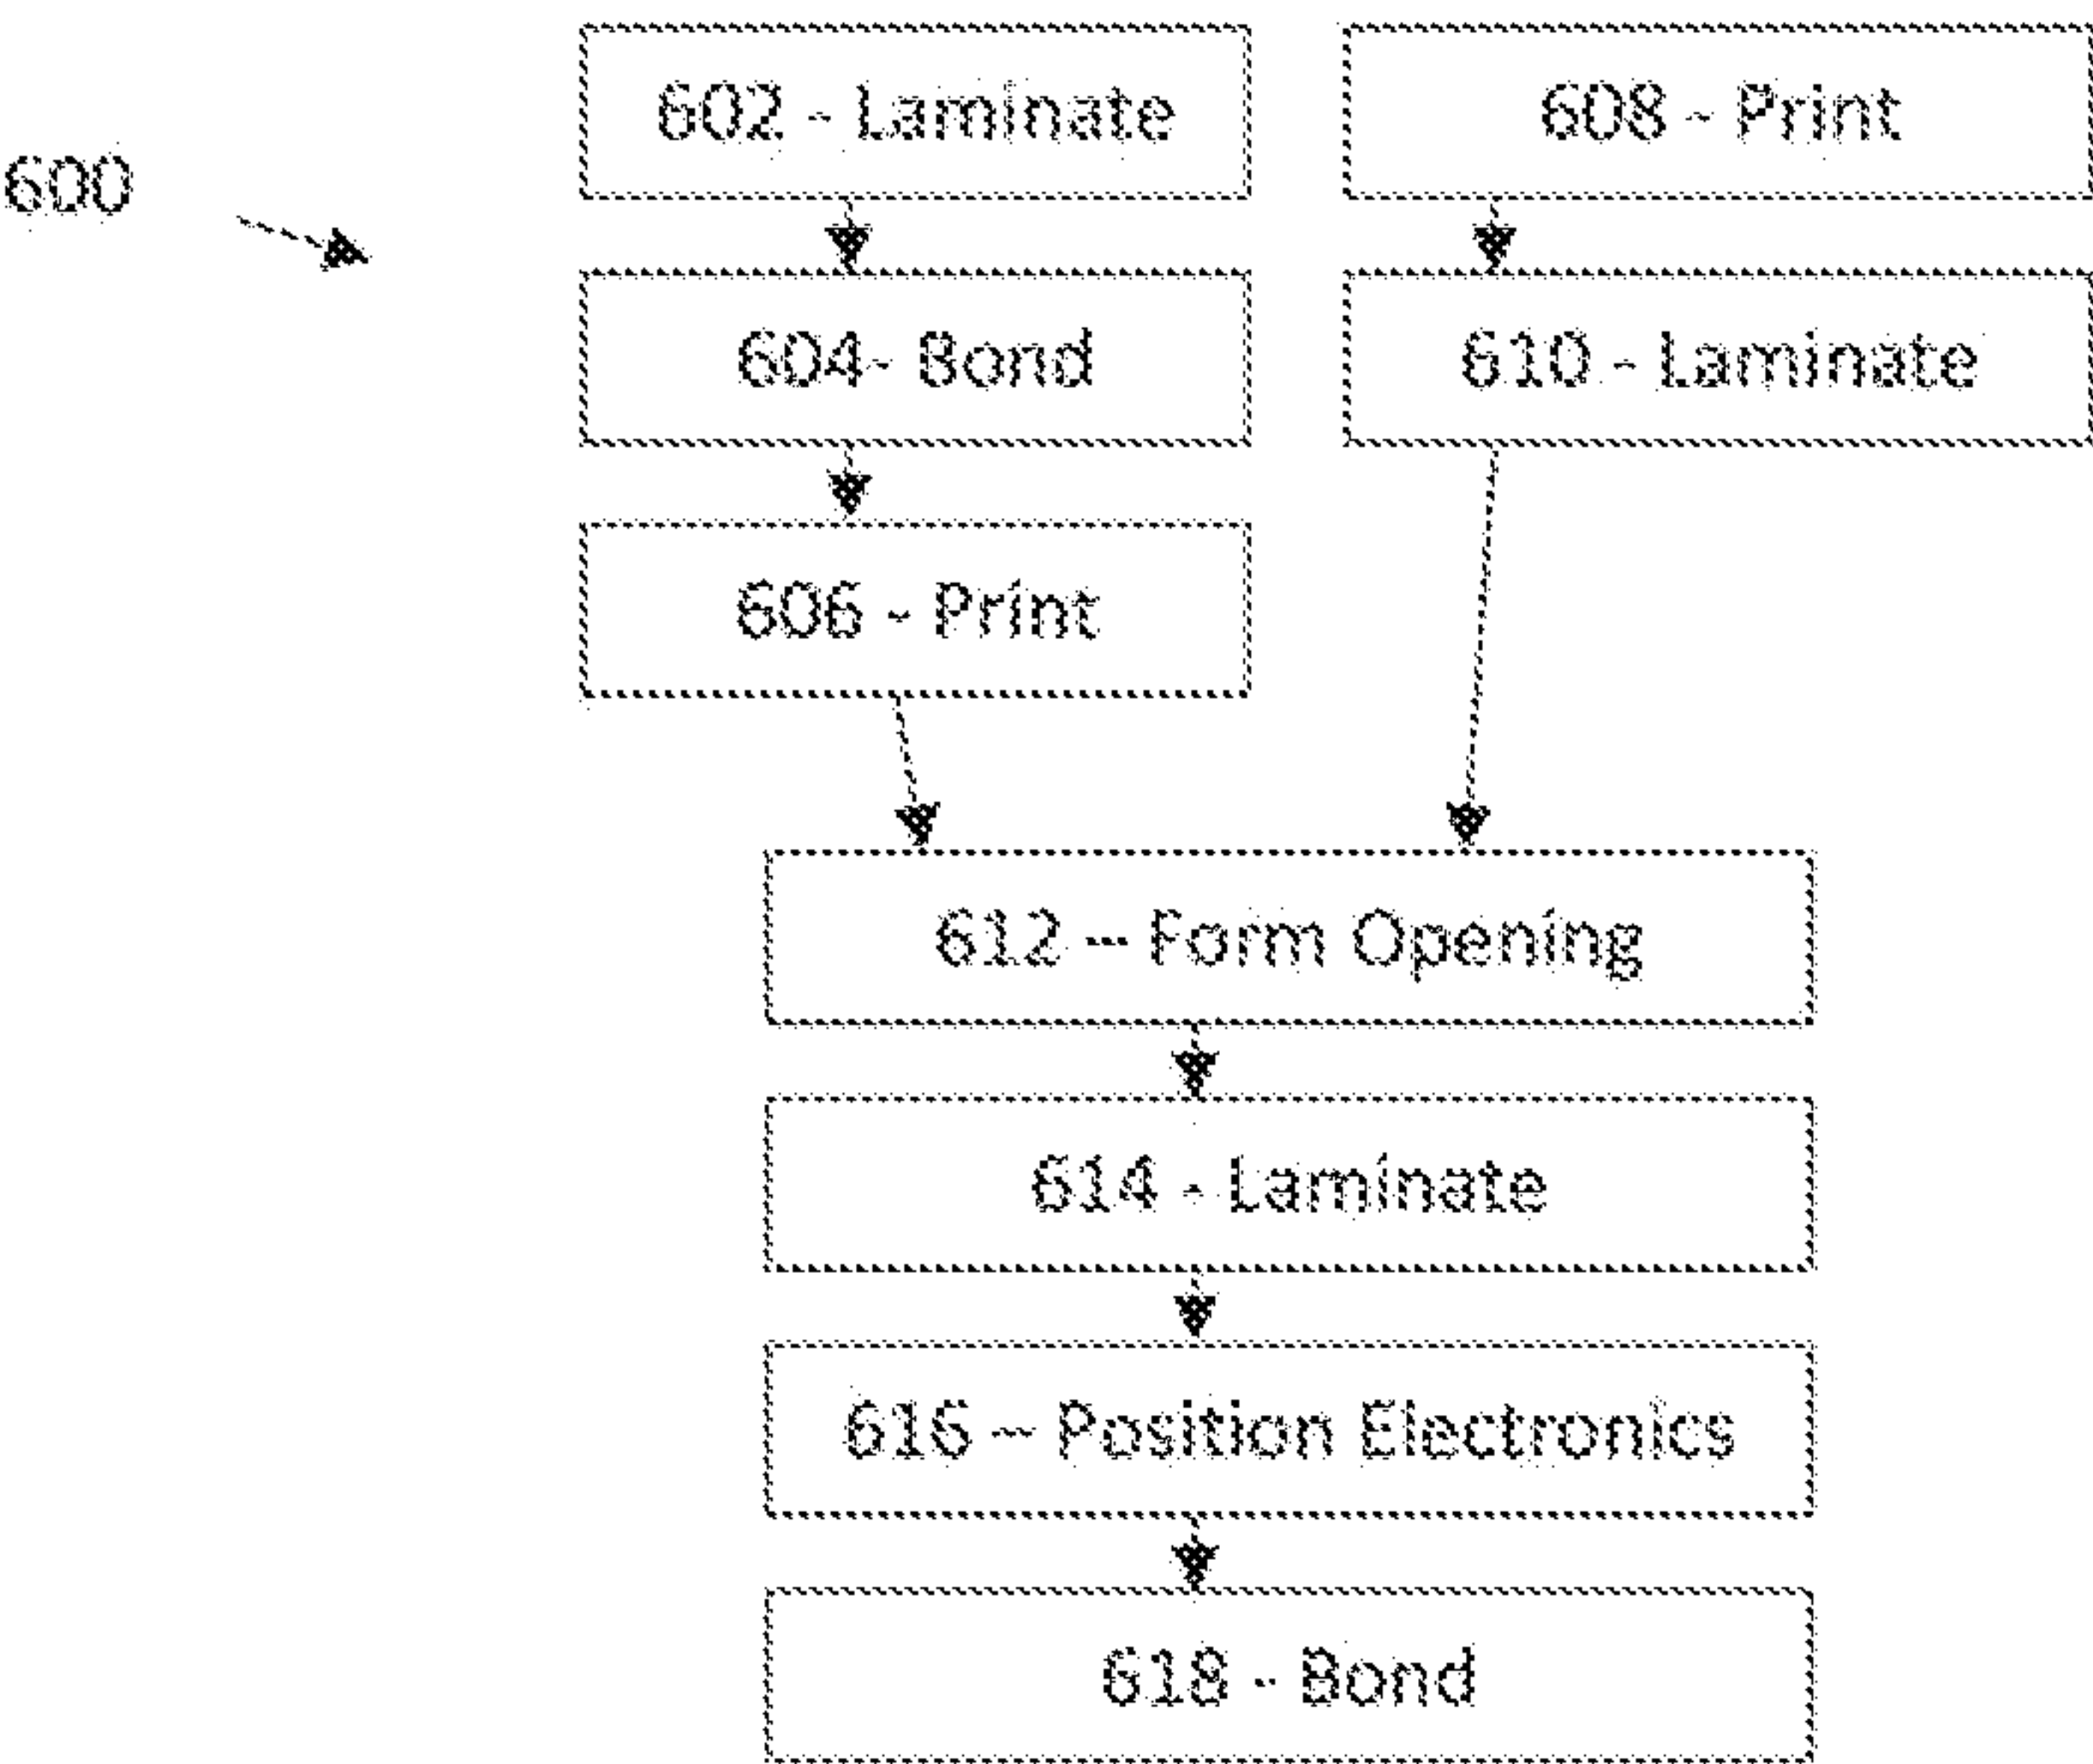 600
602 - Laminate
608 - Print
604- Bond
610 - Laminate
606 - Print
612 – Form Opening
614 - Laminate
616 – Position Electronics
618 - Bond